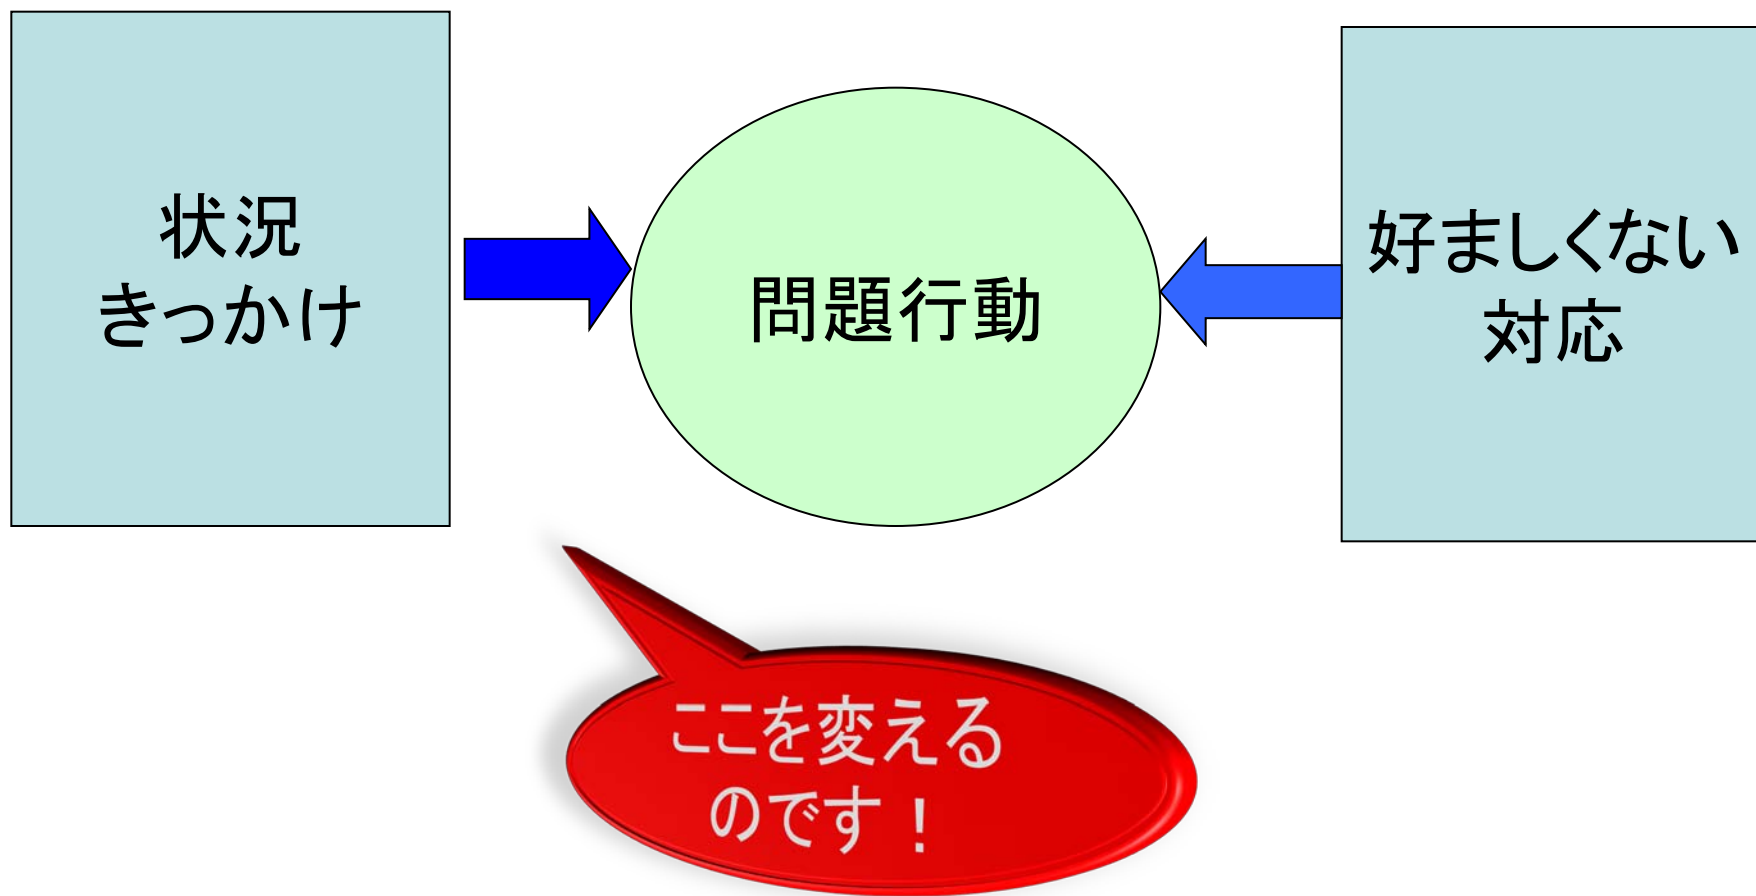 状況
きっかけ
問題行動
好ましくない
対応
ここを変える
のです！